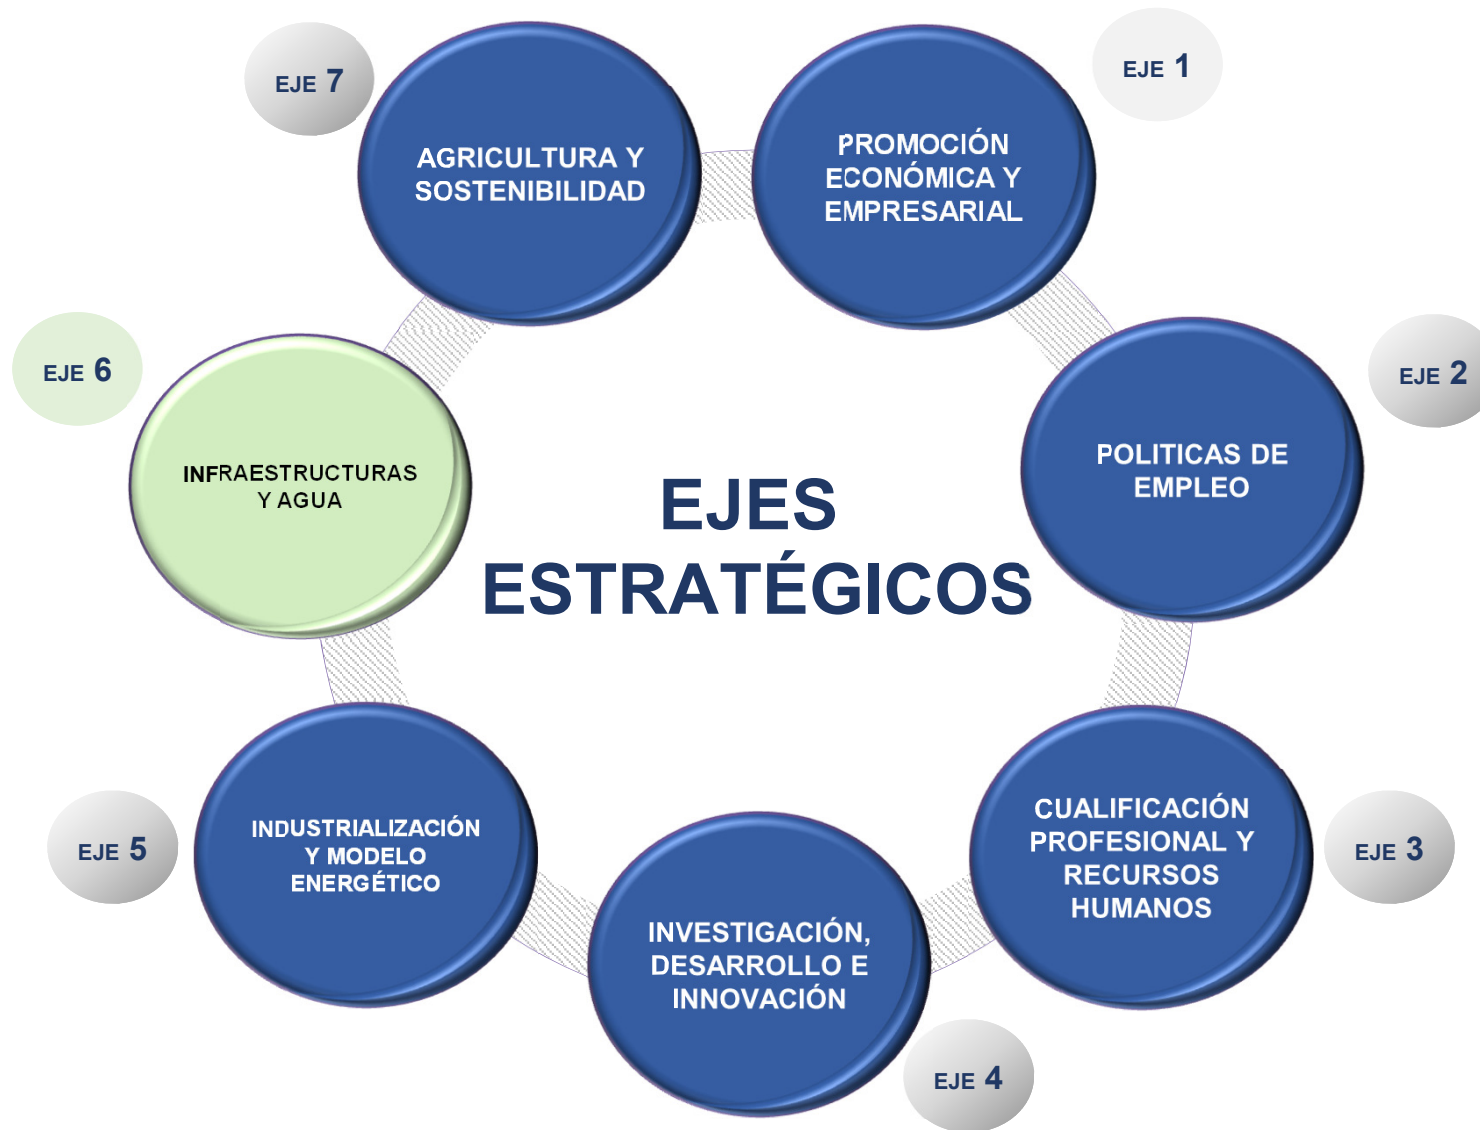 EJES
ESTRATÉGICOS
EJE 1
PROMOCIÓN
ECONÓMICA Y
EMPRESARIAL
EJE 2
POLITICAS DE
EMPLEO
EJE 3
CUALIFICACIÓN
PROFESIONAL Y
RECURSOS
HUMANOS
EJE 4
INVESTIGACIÓN,
DESARROLLO E
INNOVACIÓN
EJE 5
INDUSTRIALIZACIÓN
Y MODELO
ENERGÉTICO
EJE 6
INFRAESTRUCTURAS
Y AGUA
EJE 7
AGRICULTURA Y
SOSTENIBILIDAD